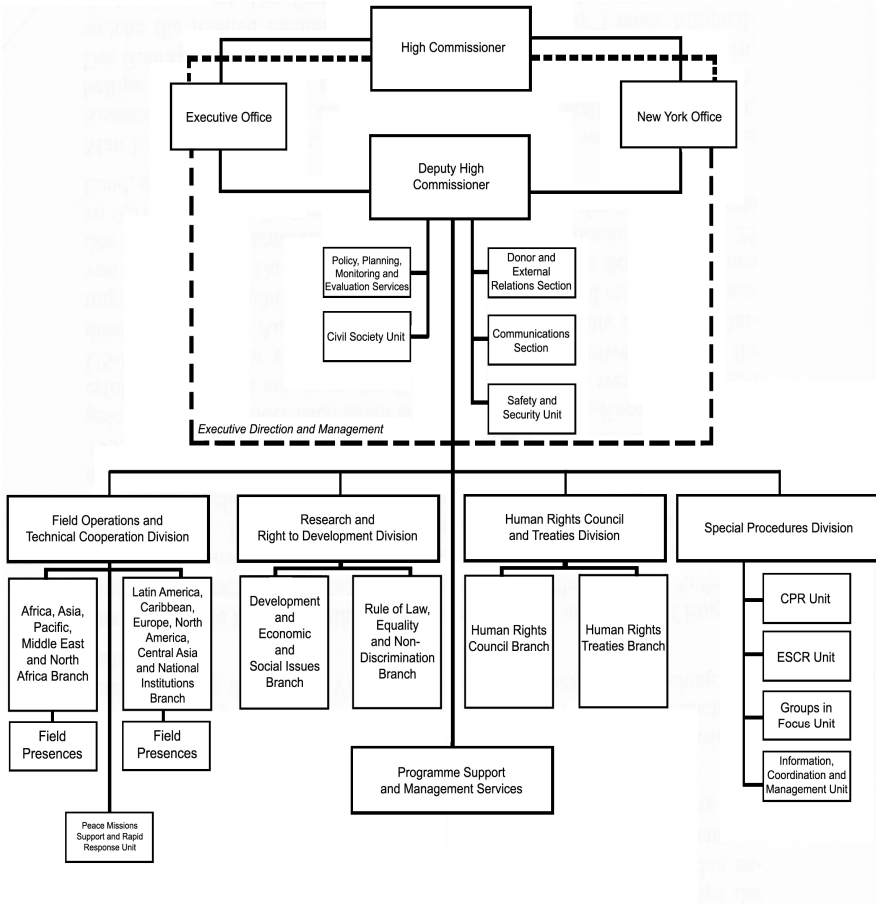 High Commissioner
Executive Office
New York Office
Deputy High
Commissioner
Policy, Planning,
Monitoring and
Evaluation Services
Donor and
External
Relations Section
Civil Society Unit
Communications
Section
Safety and
Security Unit
Executive Direction and Management
Field Operations and
Technical Cooperation Division
Research and
Right to Development Division
Human Rights Council
and Treaties Division
Special Procedures Division
Africa, Asia,
Pacific,
Middle East
and North
Africa Branch
Latin America,
Caribbean,
Europe, North
America,
Central Asia
and National
Institutions
Branch
Development
and
Economic
and
Social Issues
Branch
Rule of Law,
Equality
and Non-
Discrimination
Branch
Human Rights
Council Branch
Human Rights
Treaties Branch
CPR Unit
ESCR Unit
Groups in
Focus Unit
Information,
Coordination and
Management Unit
Field
Presences
Field
Presences
Programme Support
and Management Services
Peace Missions
Support and Rapid
Response Unit